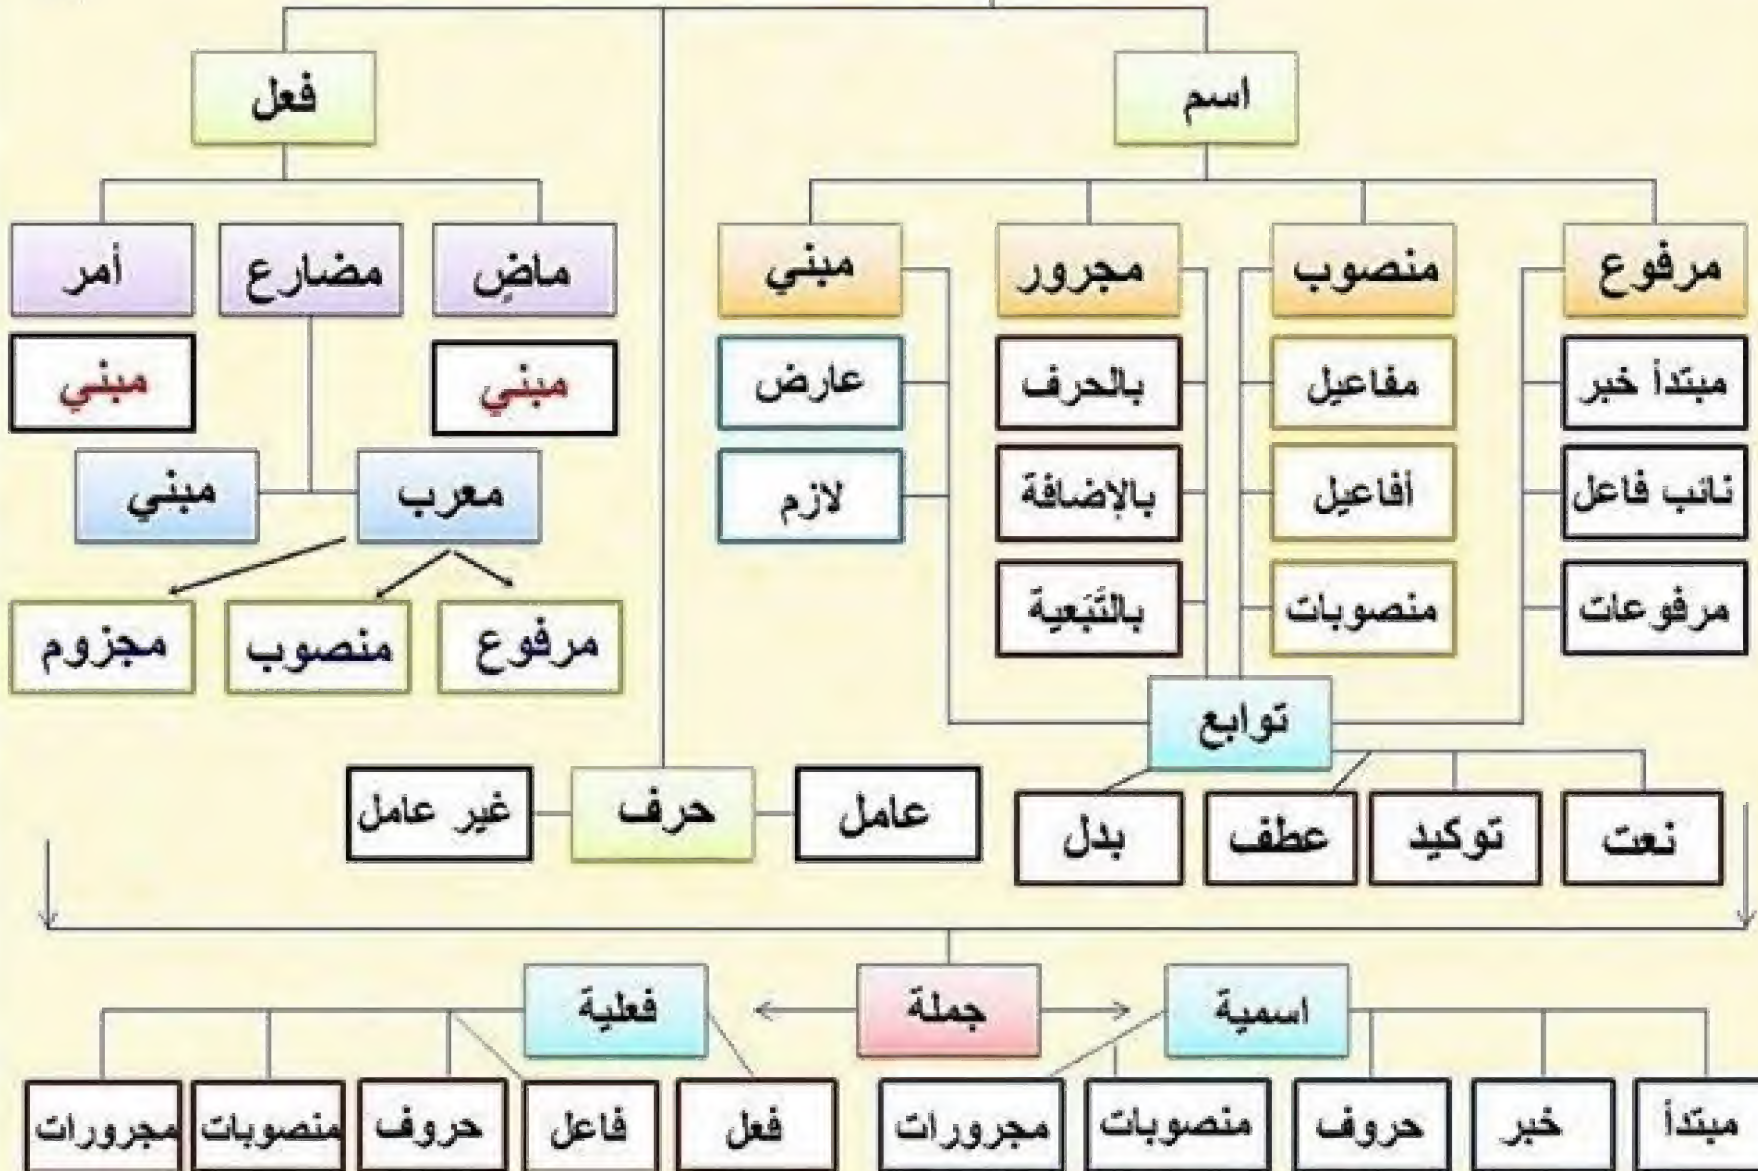 اسم
فعل
مرفوع
منصوب
مجرور
مبني
ماضٍ
مضارع
أمر
مبتدأ خبر
مفاعيل
بالحرف
عارض
مبني
مبني
نائب فاعل
أفاعيل
بالإضافة
لازم
معرب
مبني
مرفوعات
منصوبات
بالتَّبَعية
مرفوع
منصوب
مجزوم
توابع
نعت
توكيد
عطف
بدل
عامل
حرف
غير عامل
اسمية
جملة
فعلية
مبتدأ
خبر
حروف
منصوبات
مجرورات
فعل
فاعل
حروف
منصوبات
مجرورات